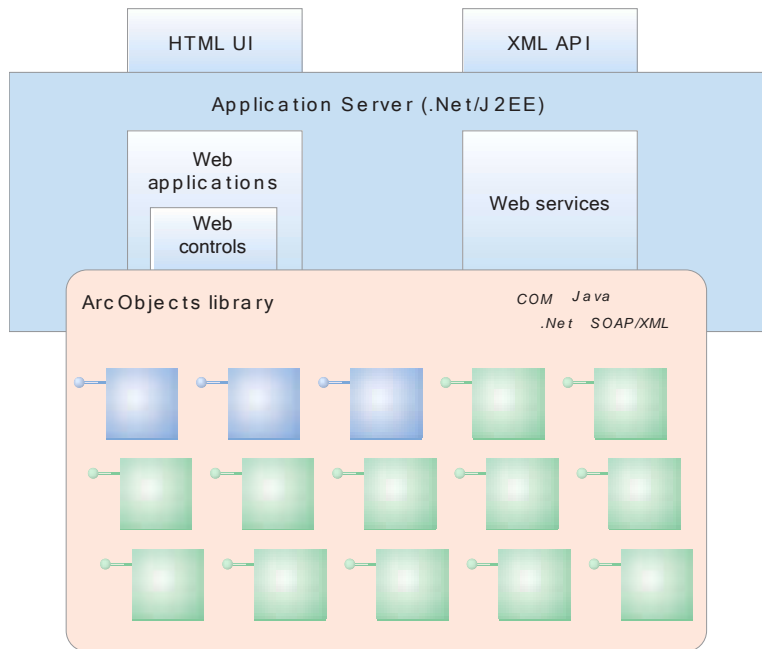 HTML UI
XML API
Application Server (.Net/J2EE)
Web
applications
Web services
Web
controls
ArcObjects library
COM Java
.Net SOAP/XML